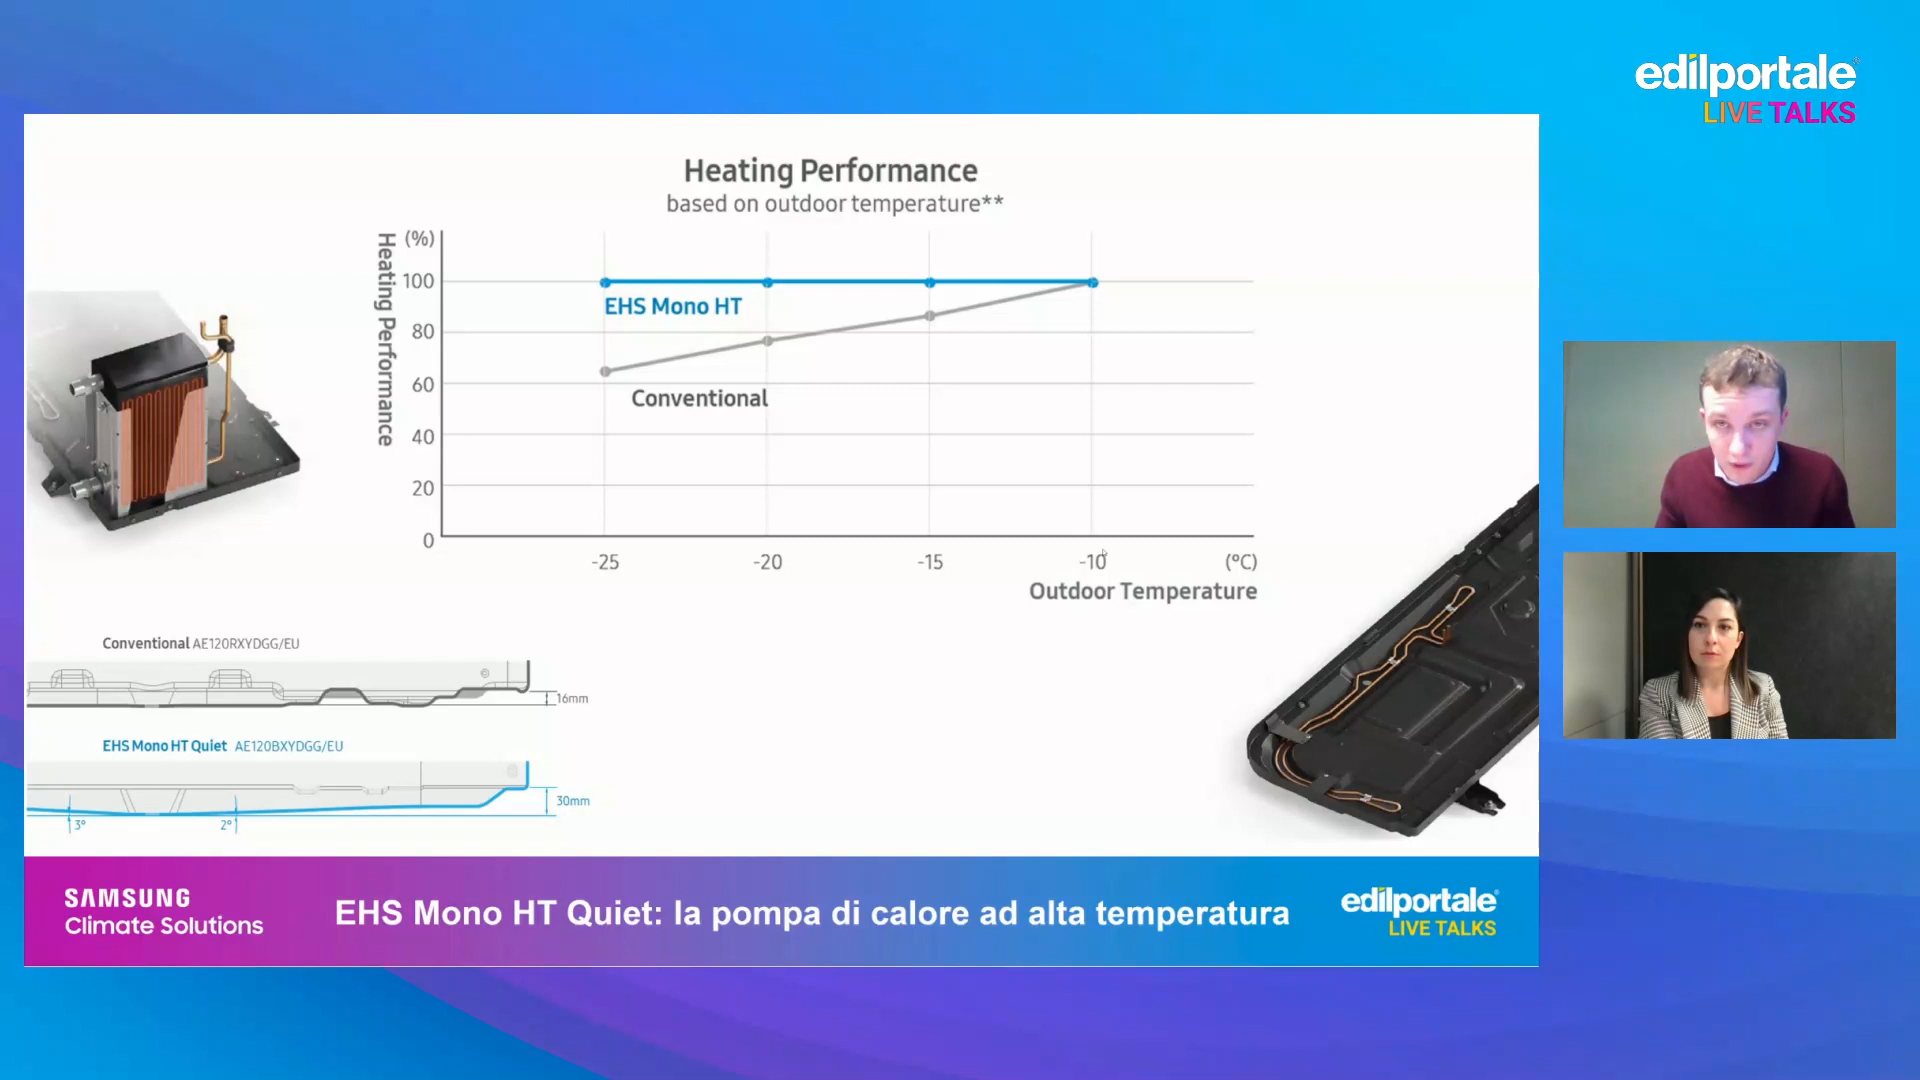 edilportale
LIVE TALKS
Heating Performance
based on outdoor temperature**
Heating Performance
(%)
100
80
60
40
20
0
EHS Mono HT
Conventional
-25 -20 -15 -10 (°C)
Outdoor Temperature
Conventional AE120RXYDGG/EU
16mm
EHS Mono HT Quiet AE120BXYDGG/EU
30mm
3° 2°
SAMSUNG
Climate Solutions
EHS Mono HT Quiet: la pompa di calore ad alta temperatura
edilportale®
LIVE TALKS